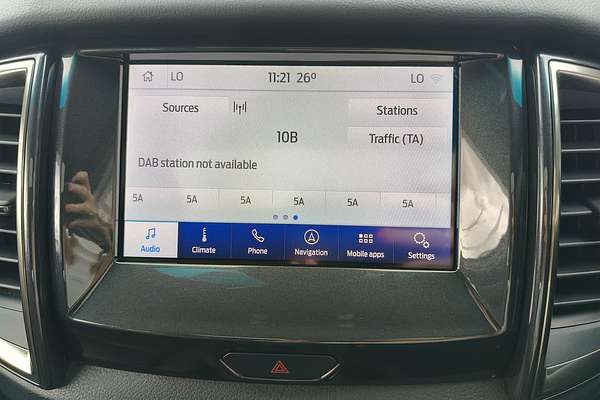 LO 11:21 26° LO
Sources Stations
10B Traffic (TA)
DAB station not available
5A 5A 5A 5A 5A 5A
Audio Climate Phone Navigation Mobile apps Settings